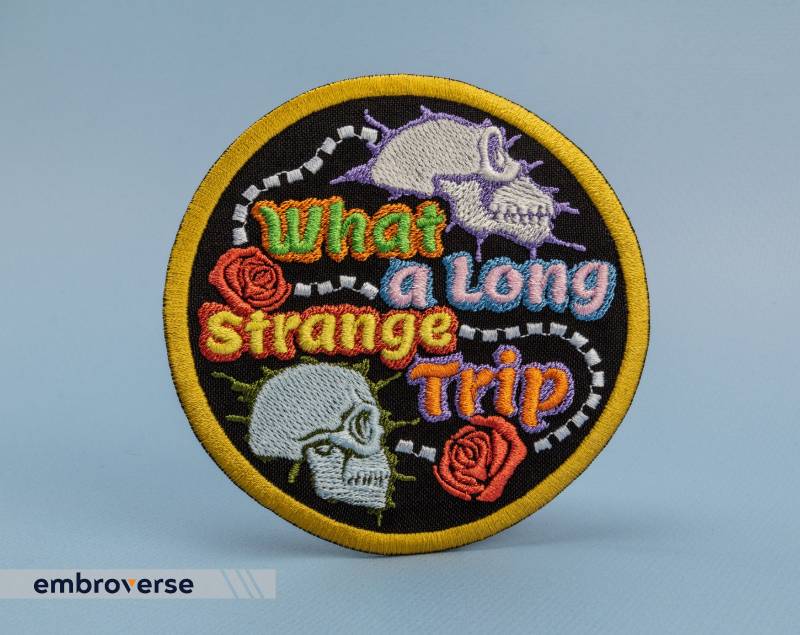 What
a Long
Strange
Trip
embroverse